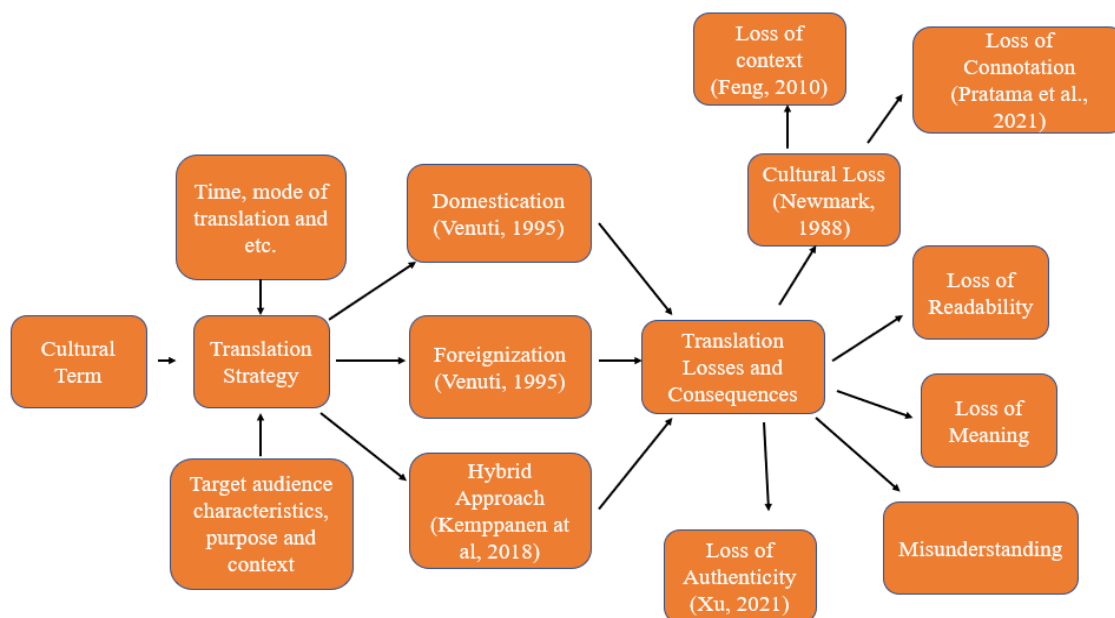 Loss of
context
(Feng, 2010)
Loss of
Connotation
(Pratama et al.,
2021)
Time, mode of
translation and
etc.
Domestication
(Venuti, 1995)
Cultural Loss
(Newmark,
1988)
Loss of
Readability
Cultural
Term
Translation
Strategy
Foreignization
(Venuti, 1995)
Translation
Losses and
Consequences
Loss of
Meaning
Target audience
characteristics,
purpose and
context
Hybrid
Approach
(Kemppanen at
al, 2018)
Loss of
Authenticity
(Xu, 2021)
Misunderstanding